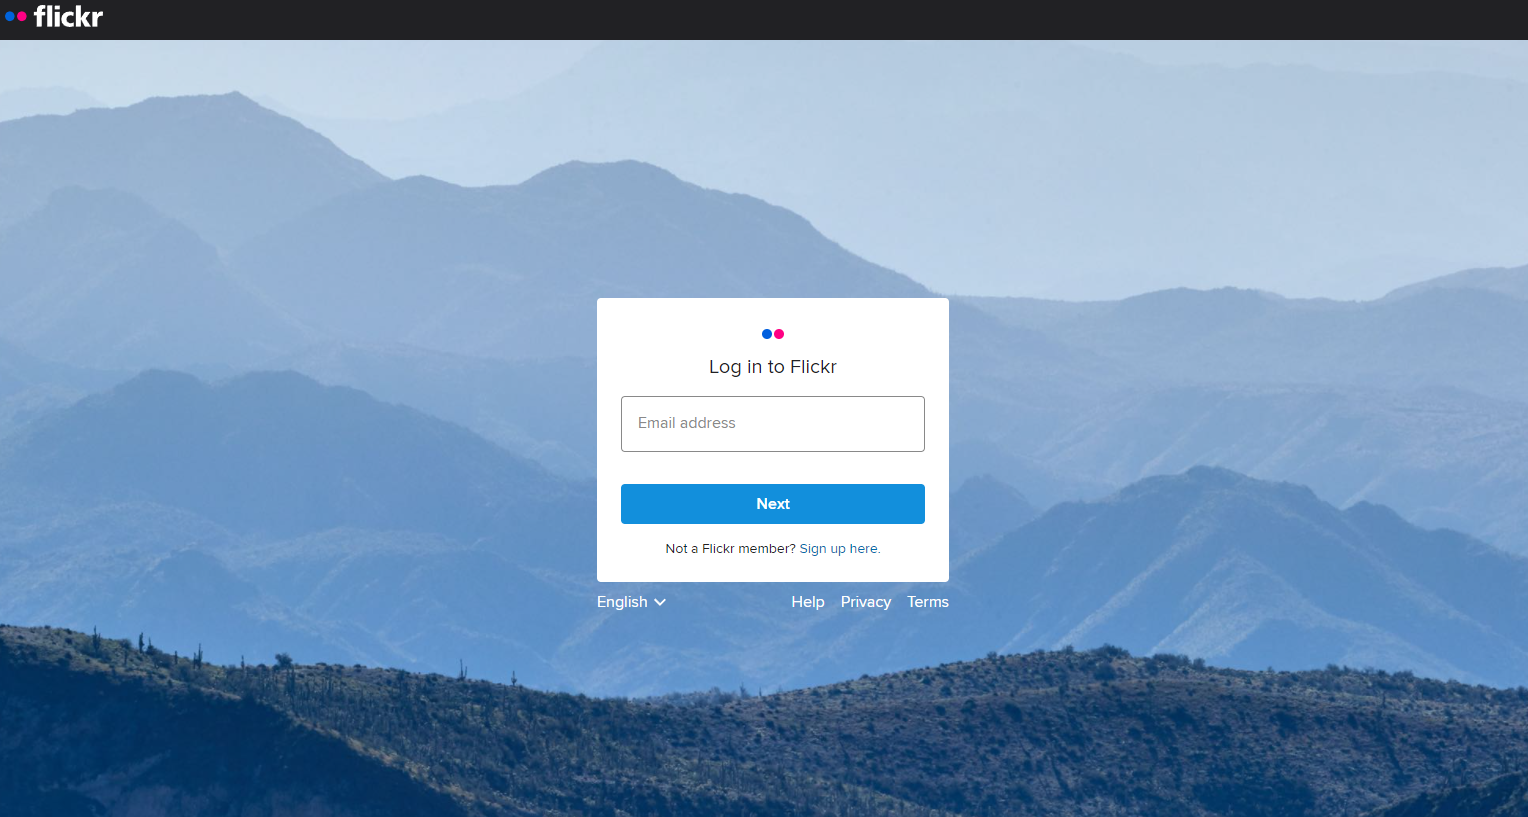 flickr
Log in to Flickr
Email address
Next
Not a Flickr member? Sign up here.
English Help Privacy Terms